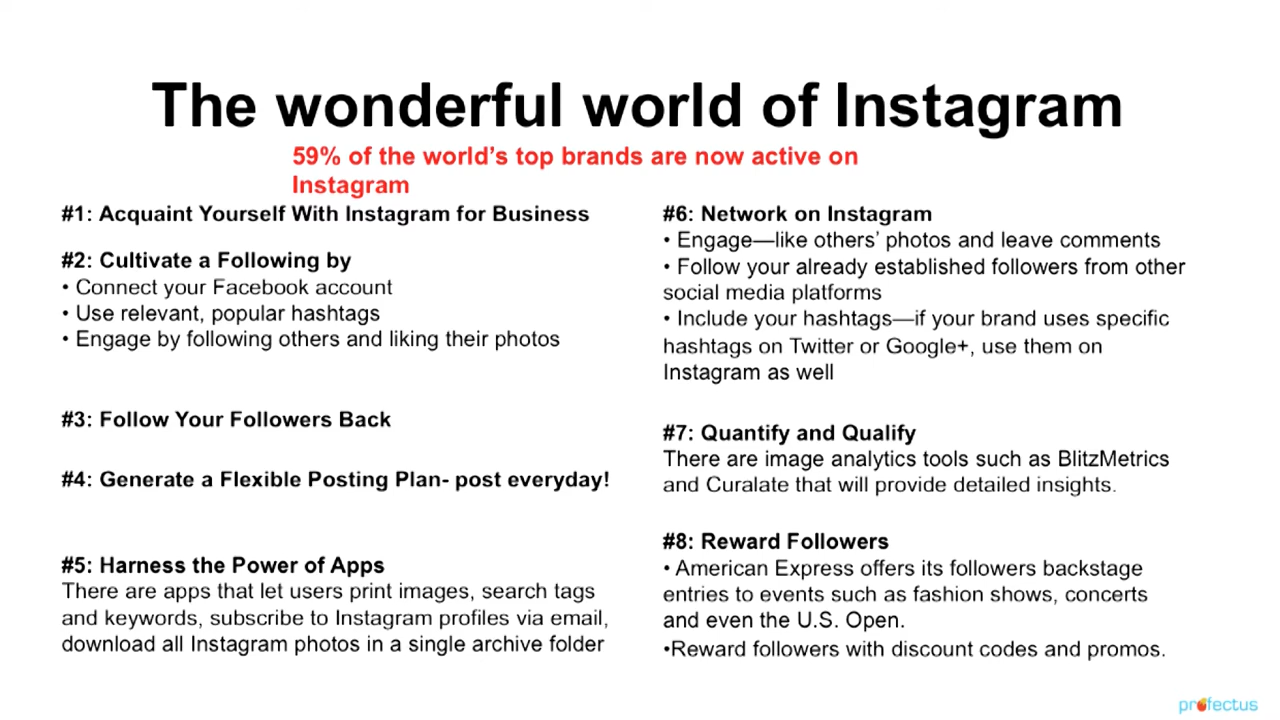 The wonderful world of Instagram
59% of the world's top brands are now active on
Instagram
#1: Acquaint Yourself With Instagram for Business
#2: Cultivate a Following by
• Connect your Facebook account
• Use relevant, popular hashtags
• Engage by following others and liking their photos
#3: Follow Your Followers Back
#4: Generate a Flexible Posting Plan- post everyday!
#5: Harness the Power of Apps
There are apps that let users print images, search tags
and keywords, subscribe to Instagram profiles via email,
download all Instagram photos in a single archive folder
#6: Network on Instagram
• Engage—like others' photos and leave comments
• Follow your already established followers from other
social media platforms
• Include your hashtags—if your brand uses specific
hashtags on Twitter or Google+, use them on
Instagram as well
#7: Quantify and Qualify
There are image analytics tools such as BlitzMetrics
and Curalate that will provide detailed insights.
#8: Reward Followers
• American Express offers its followers backstage
entries to events such as fashion shows, concerts
and even the U.S. Open.
•Reward followers with discount codes and promos.
profectus